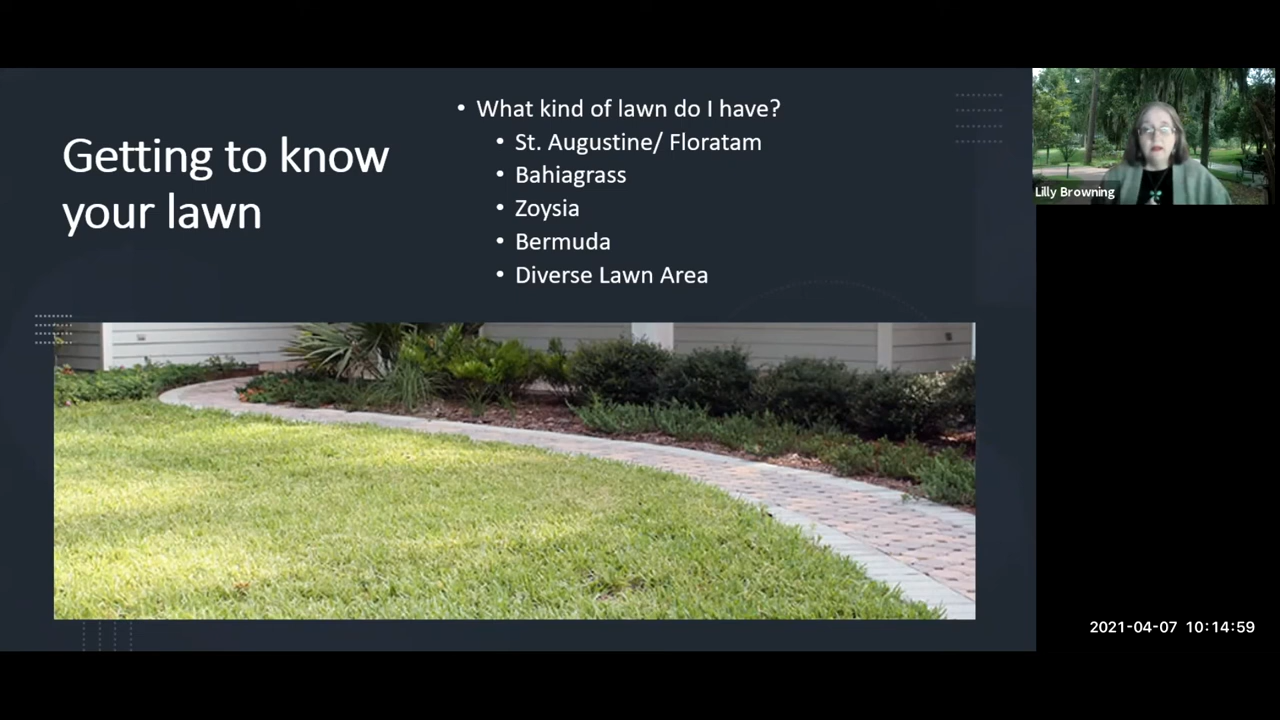 Getting to know
your lawn
• What kind of lawn do I have?
• St. Augustine/ Floratam
• Bahiagrass
• Zoysia
• Bermuda
• Diverse Lawn Area
Lilly Browning
2021-04-07 10:14:59